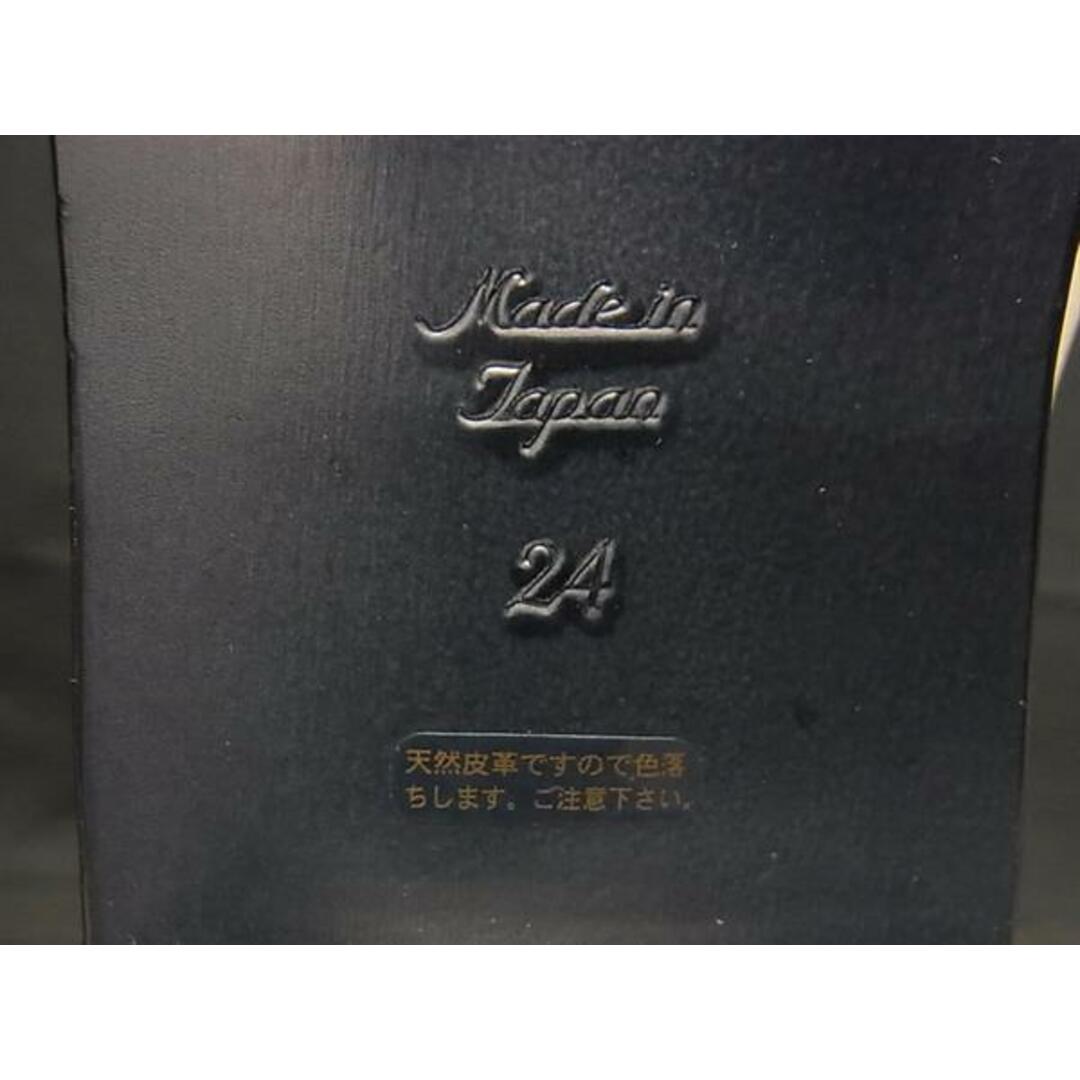 Made in
Japan
24
天然皮革ですので色落
ちします。ご注意下さい。